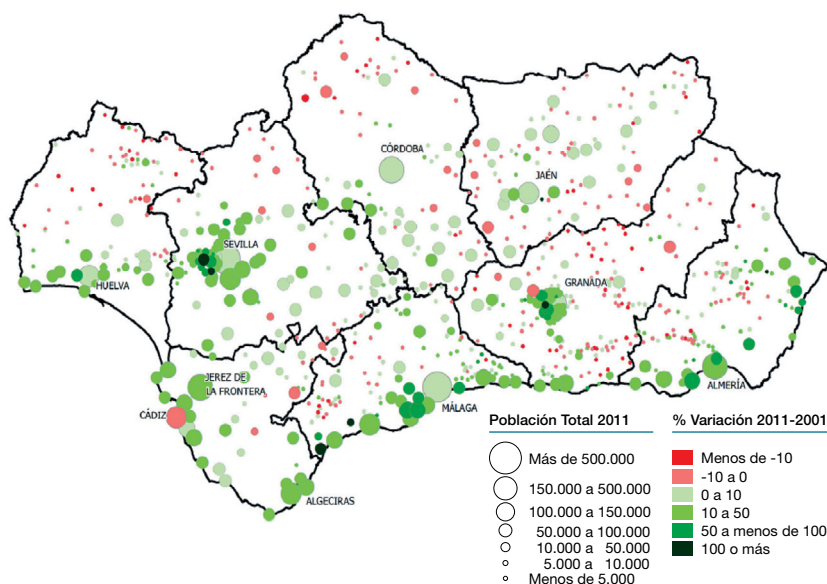 CÓRDOBA
JAÉN
SEVILLA
HUELVA
GRANADA
JEREZ DE
LA FRONTERA
CÁDIZ
MÁLAGA
ALMERÍA
ALGECIRAS
Población Total 2011
Más de 500.000
150.000 a 500.000
100.000 a 150.000
50.000 a 100.000
10.000 a 50.000
5.000 a 10.000
Menos de 5.000
% Variación 2011-2001
Menos de -10
-10 a 0
0 a 10
10 a 50
50 a menos de 100
100 o más